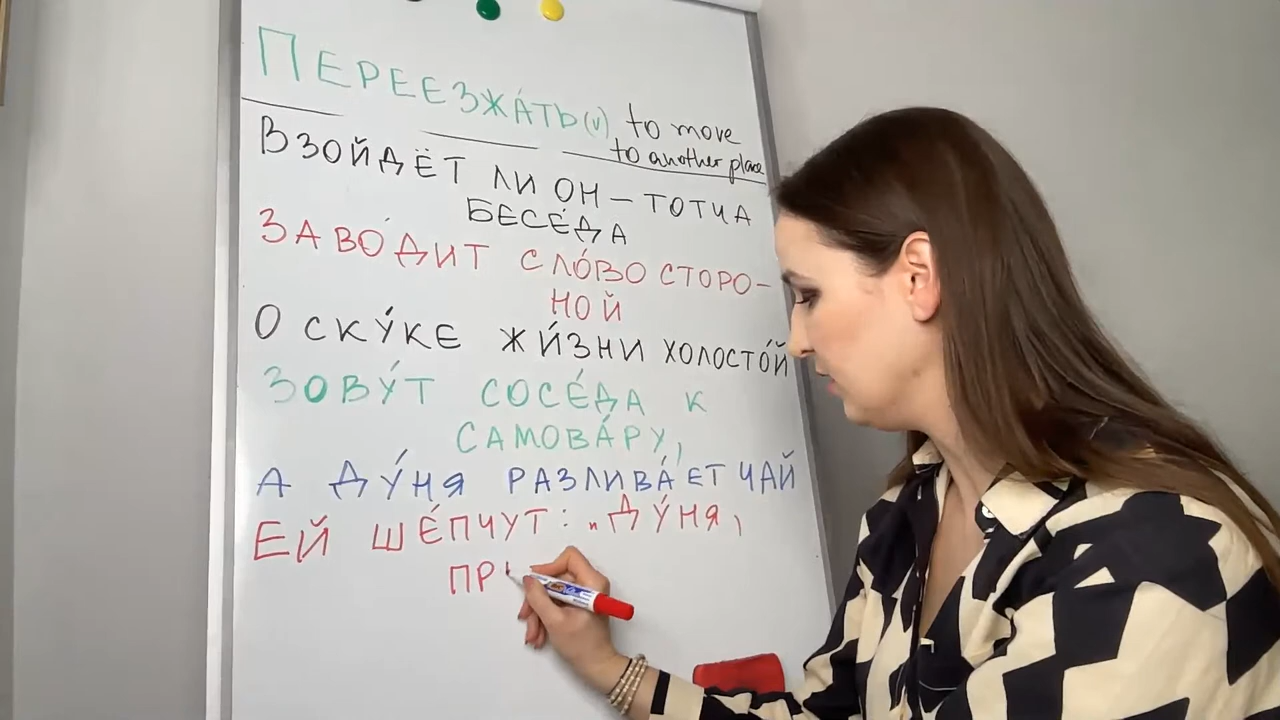 ПЕРЕЕЗЖА́ТЬ (v) to move
to another place
ВЗОЙДЁТ ЛИ ОН – ТОТЧА
БЕСЕ́ДА
ЗАВО́ДИТ СЛО́ВО СТОРО-
НОЙ
О СКУ́КЕ ЖИ́ЗНИ ХОЛОСТО́Й
ЗОВУ́Т СОСЕ́ДА К
САМОВА́РУ,
А ДУ́НЯ РАЗЛИВА́ЕТ ЧАЙ
ЕЙ ШЕ́ПЧУТ: "ДУ́НЯ,
ПР